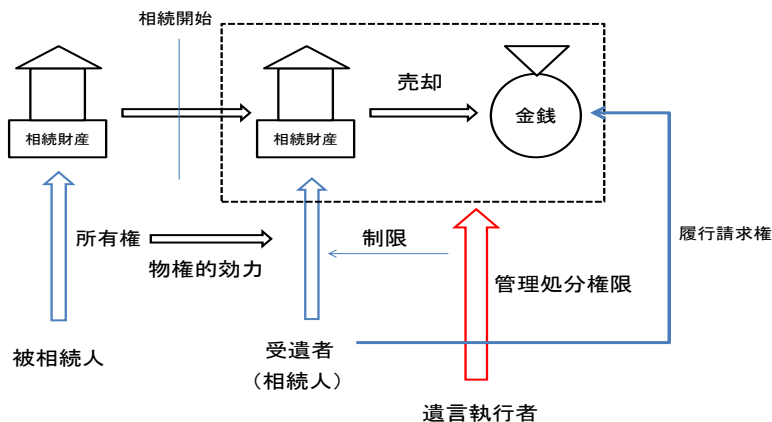 相続開始
売却
相続財産
相続財産
金銭
所有権
物権的効力
制限
管理処分権限
履行請求権
被相続人
受遺者
（相続人）
遺言執行者